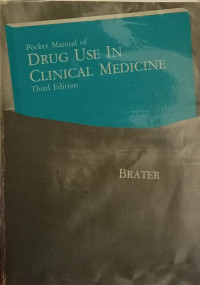 Pocket Manual of
DRUG USE IN
CLINICAL MEDICINE
Third Edition
BRATER